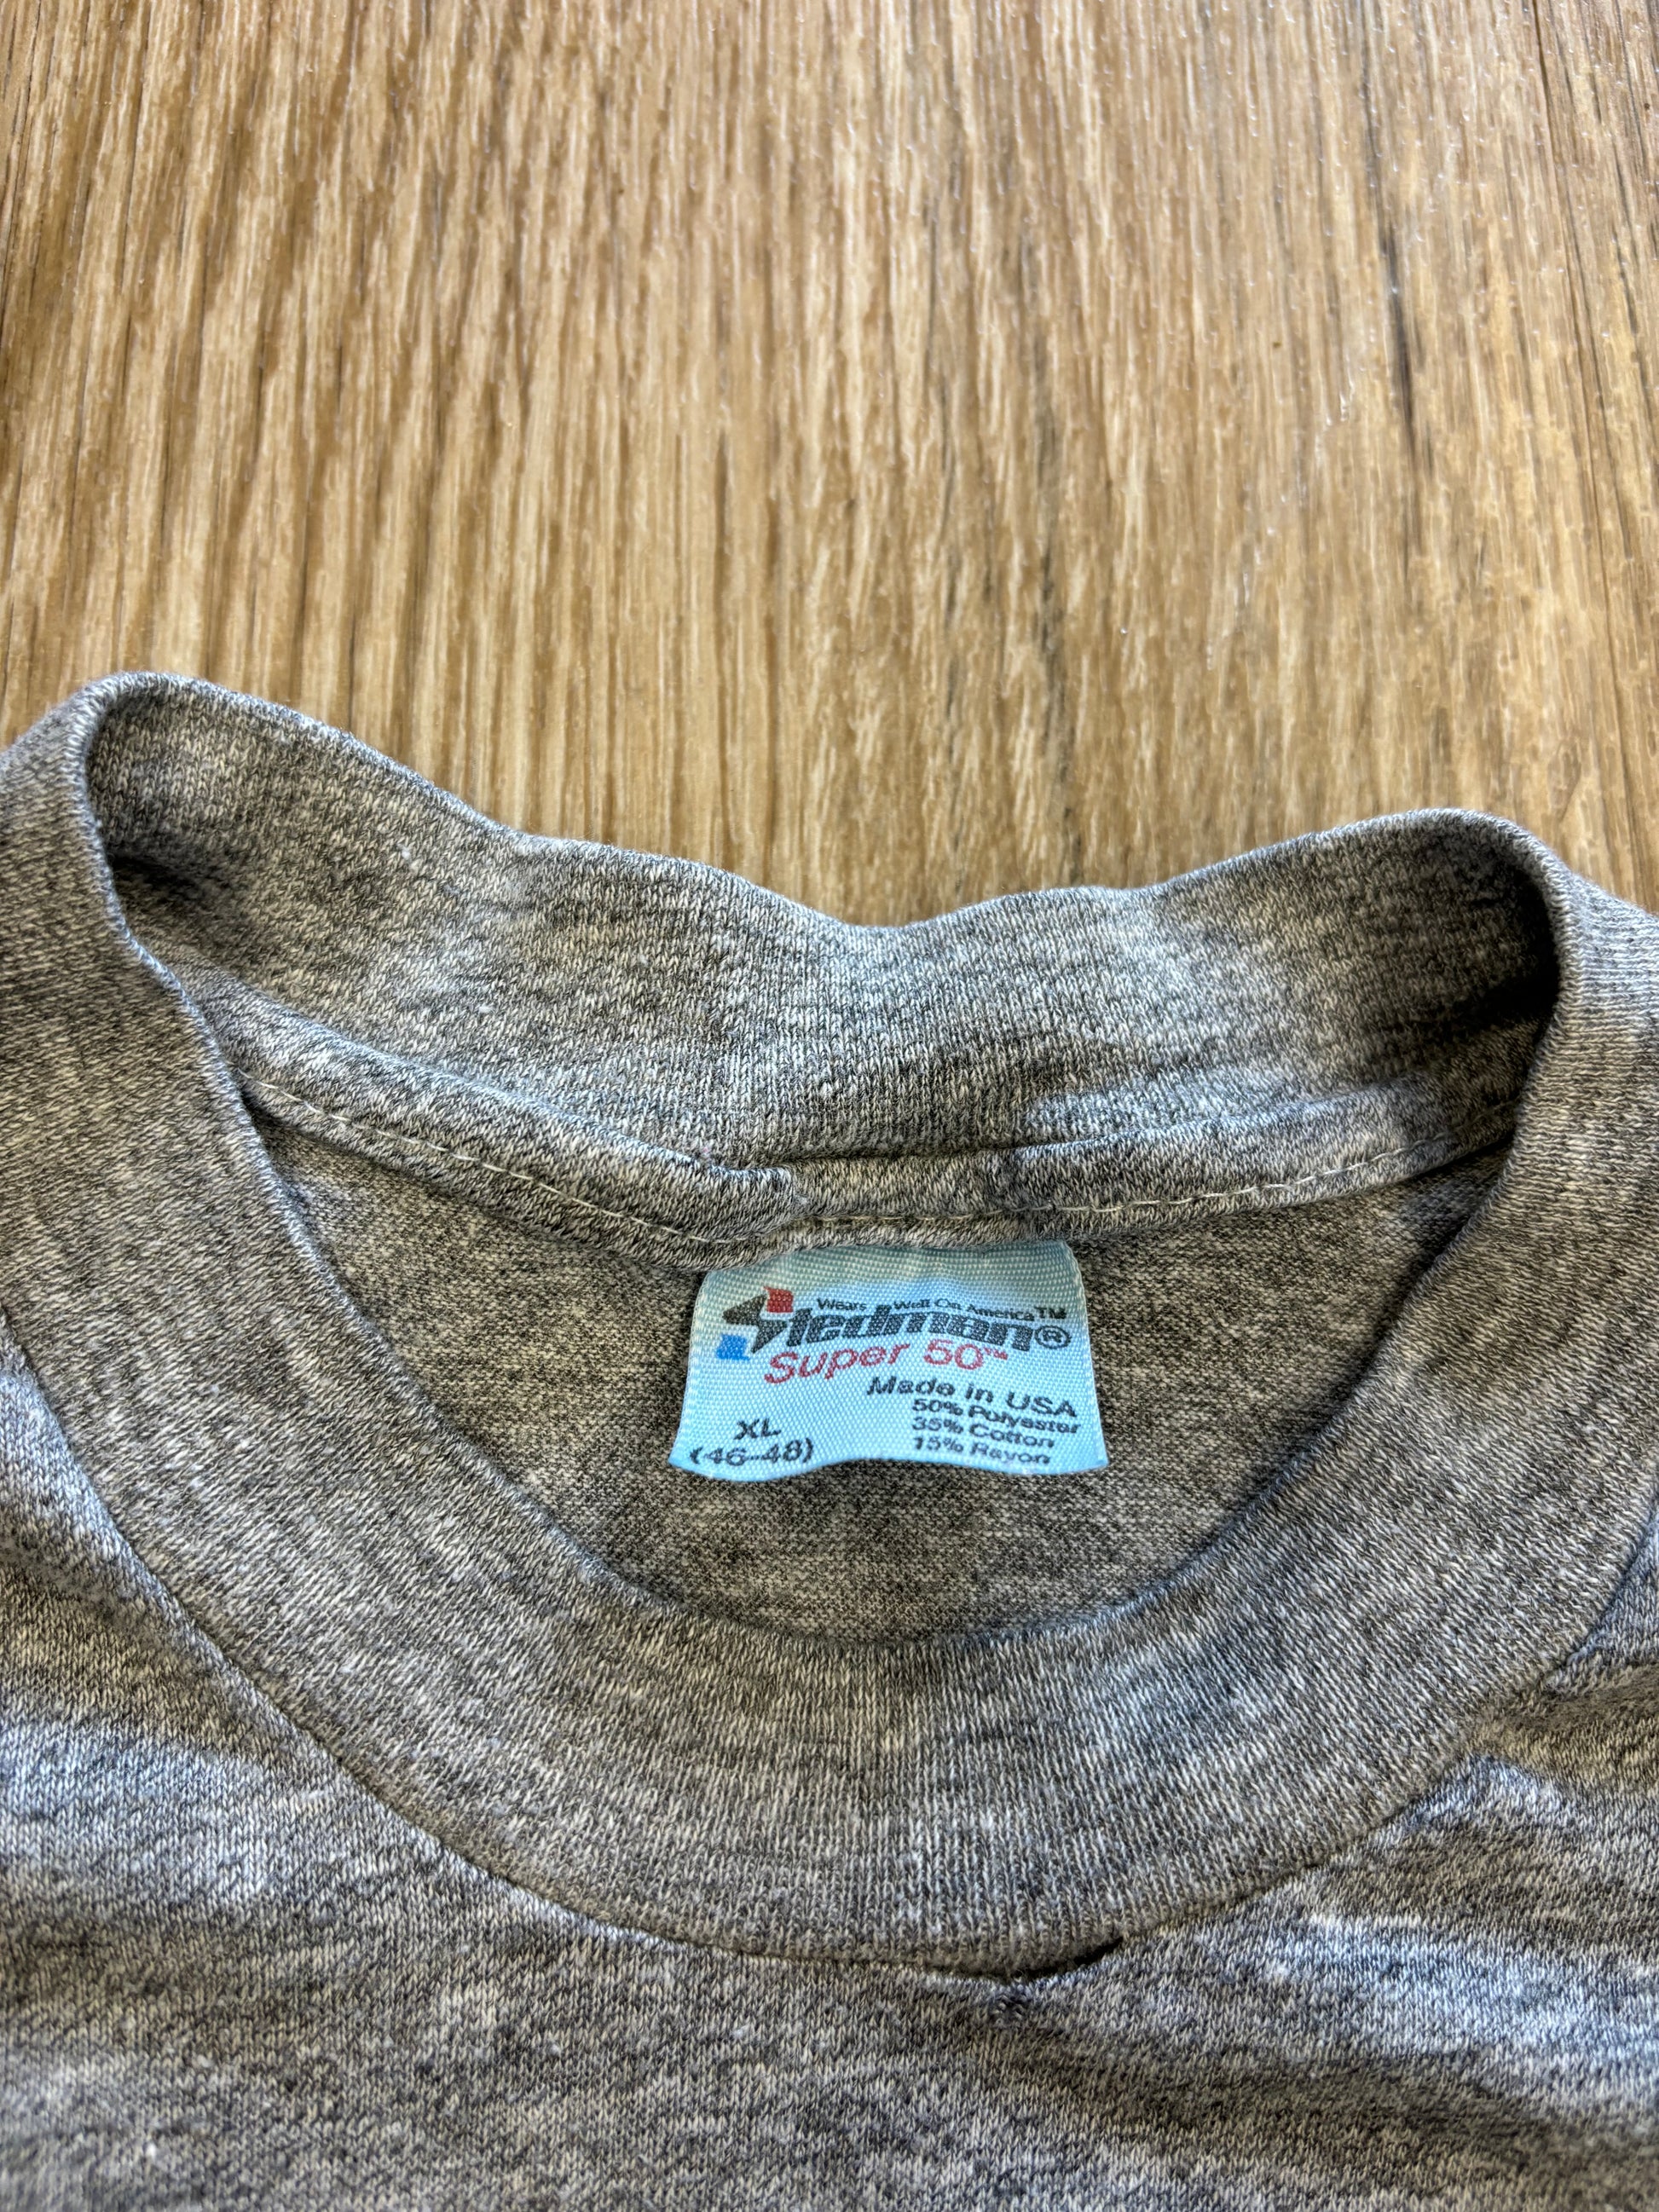 Wears Well On America™
Stedman®
Super 50™
Made in USA
50% Polyester
35% Cotton
15% Rayon
XL
(46-48)